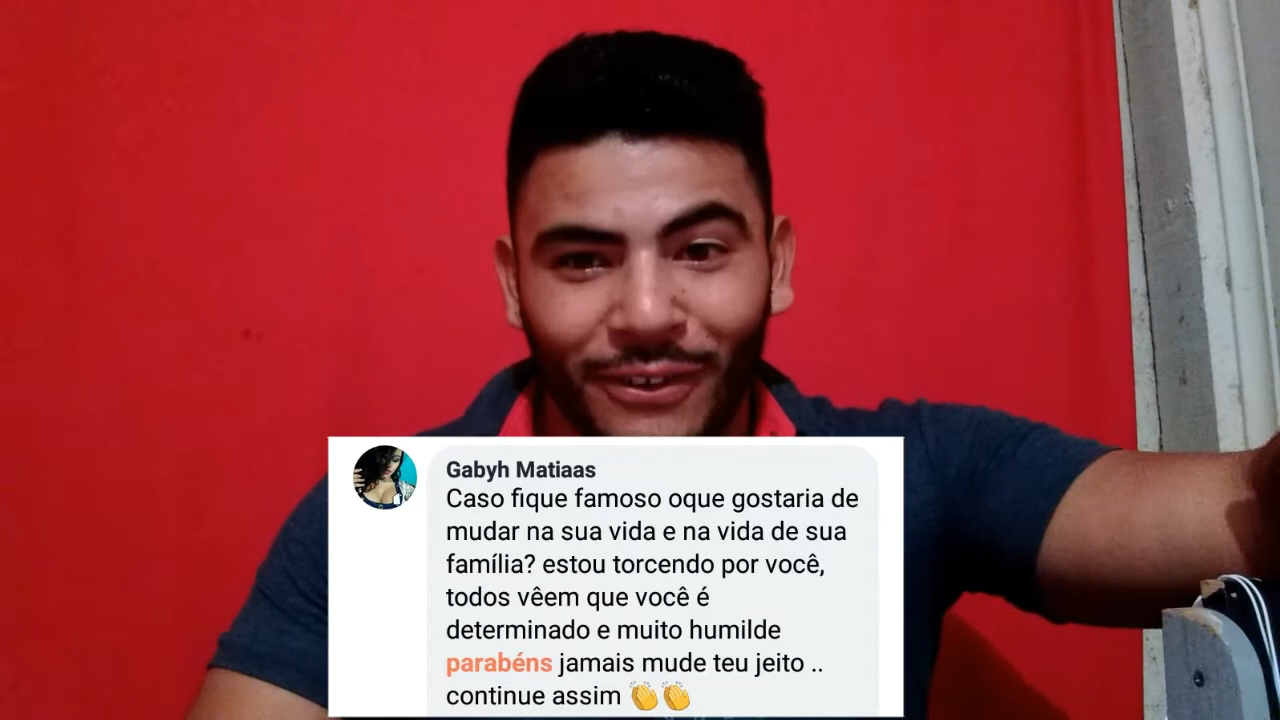 Gabyh Matiaas
Caso fique famoso oque gostaria de
mudar na sua vida e na vida de sua
família? estou torcendo por você,
todos vêem que você é
determinado e muito humilde
parabéns jamais mude teu jeito ..
continue assim 👏👏